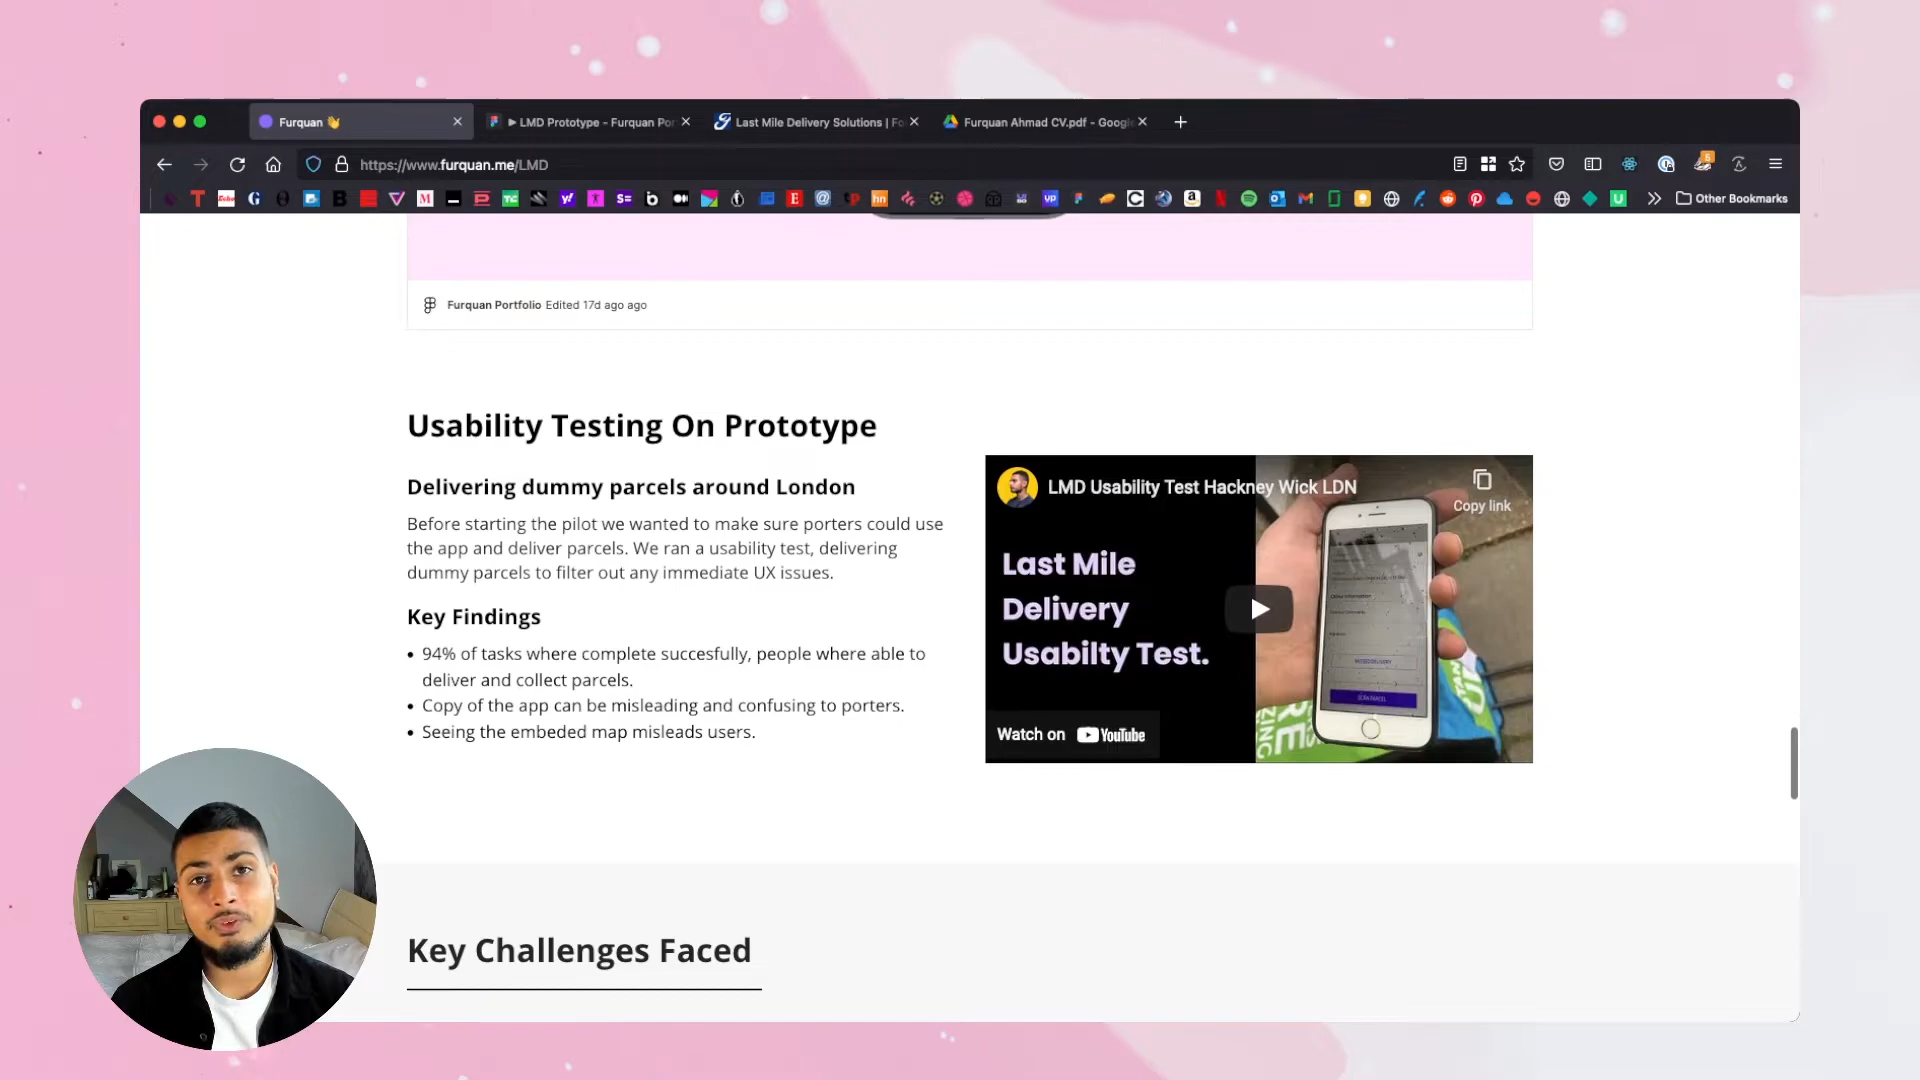 Furquan 👋
LMD Prototype - Furquan Por
Last Mile Delivery Solutions | Fo
Furquan Ahmad CV.pdf - Google
https://www.furquan.me/LMD
Other Bookmarks
Furquan Portfolio Edited 17d ago ago
Usability Testing On Prototype
Delivering dummy parcels around London
Before starting the pilot we wanted to make sure porters could use
the app and deliver parcels. We ran a usability test, delivering
dummy parcels to filter out any immediate UX issues.
Key Findings
• 94% of tasks where complete succesfully, people where able to
deliver and collect parcels.
• Copy of the app can be misleading and confusing to porters.
• Seeing the embeded map misleads users.
LMD Usability Test Hackney Wick LDN
Copy link
Last Mile
Delivery
Usabilty Test.
Watch on YouTube
Key Challenges Faced